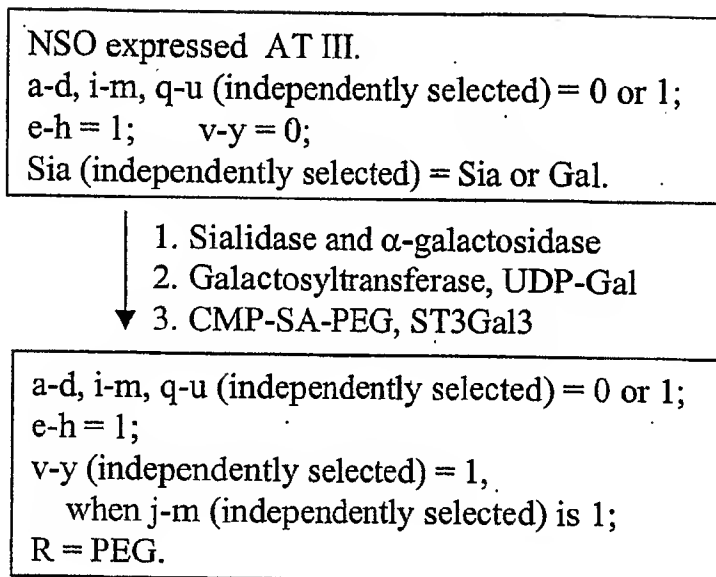 NSO expressed AT III.
a-d, i-m, q-u (independently selected) = 0 or 1;
e-h = 1; v-y = 0;
Sia (independently selected) = Sia or Gal.
1. Sialidase and α-galactosidase
2. Galactosyltransferase, UDP-Gal
3. CMP-SA-PEG, ST3Gal3
a-d, i-m, q-u (independently selected) = 0 or 1;
e-h = 1;
v-y (independently selected) = 1,
when j-m (independently selected) is 1;
R = PEG.